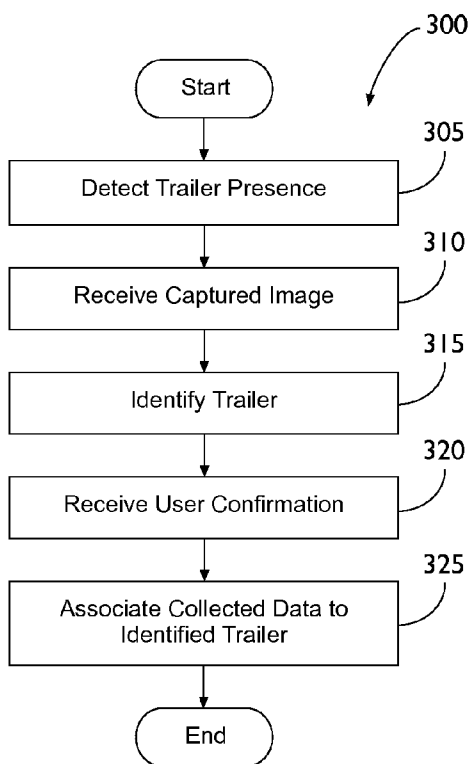 300
Start
305
Detect Trailer Presence
310
Receive Captured Image
315
Identify Trailer
320
Receive User Confirmation
325
Associate Collected Data to
Identified Trailer
End